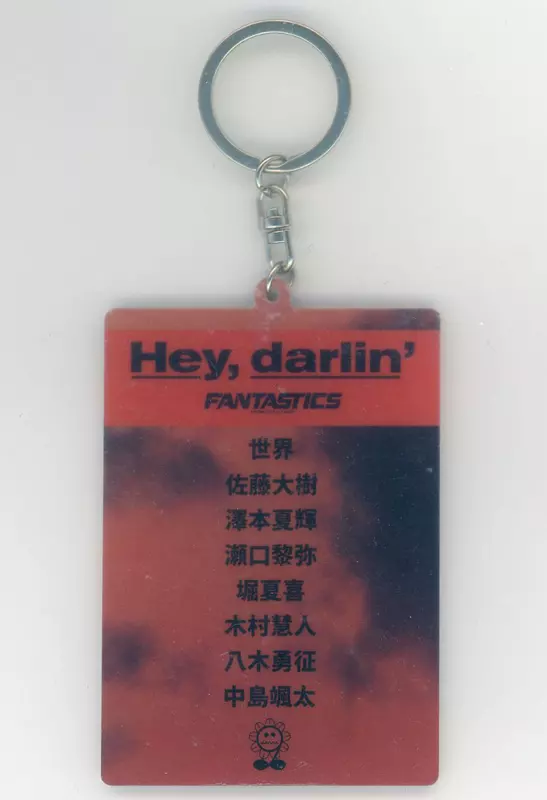 Hey, darlin’
FANTASTICS
世界
佐藤大樹
澤本夏輝
瀬口黎弥
堀夏喜
木村慧人
八木勇征
中島颯太